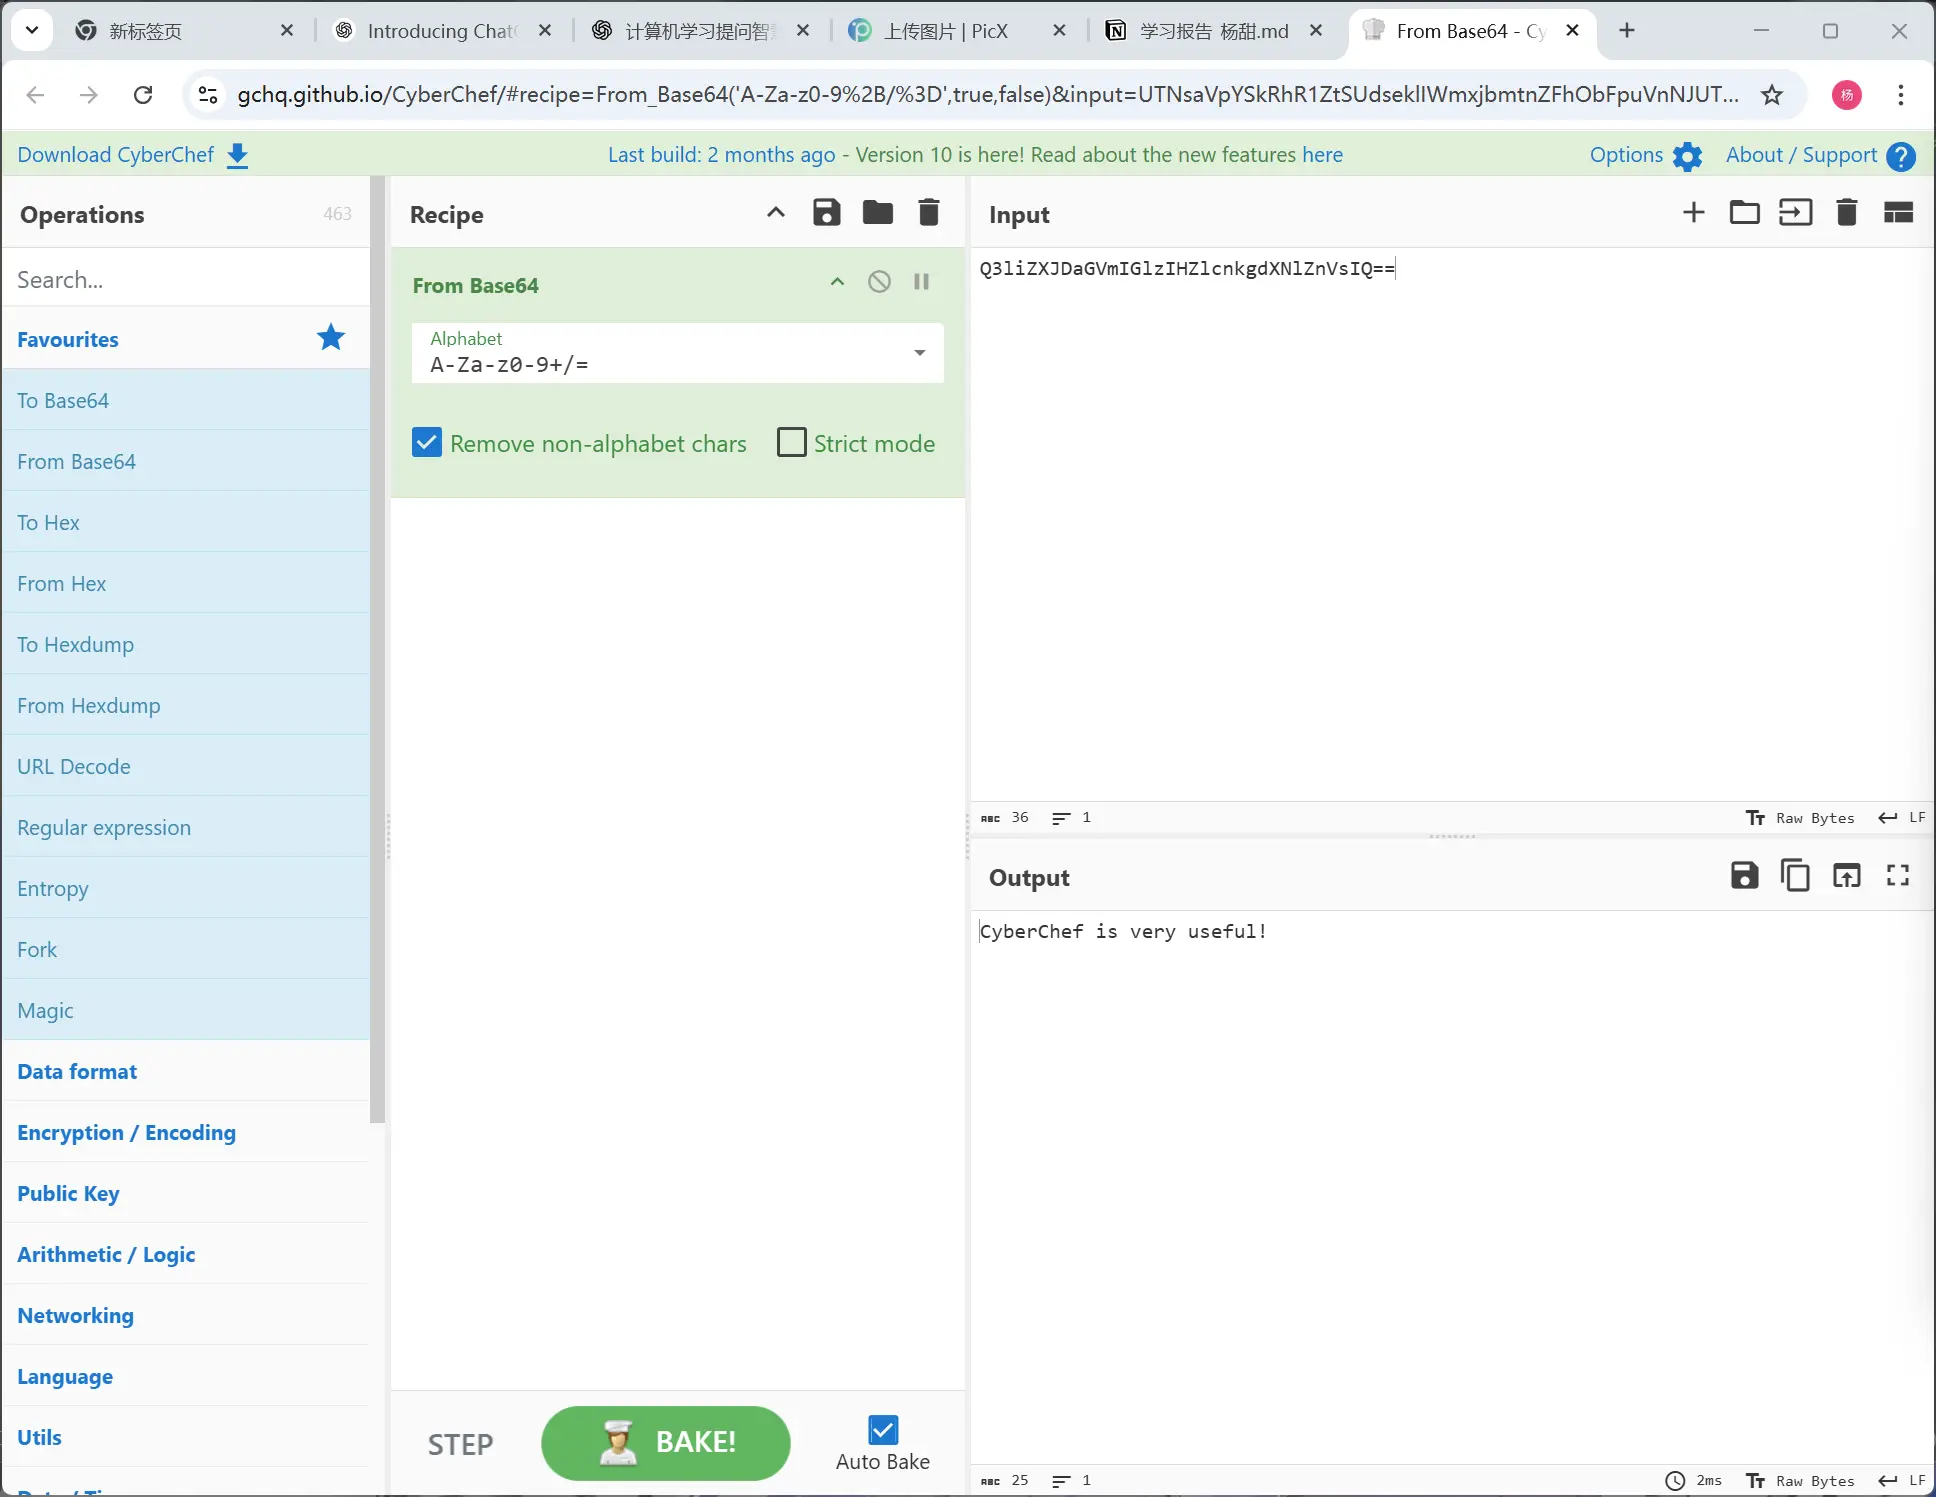 新标签页
Introducing Chat
计算机学习提问智
上传图片 | PicX
学习报告 杨甜.md
From Base64 - Cy
gchq.github.io/CyberChef/#recipe=From_Base64('A-Za-z0-9%2B/%3D',true,false)&input=UTNsaVpYSkRhR1ZtSUdsekllWmxjbmtnZFhObFpuVnNJUT...
杨
Download CyberChef
Last build: 2 months ago - Version 10 is here! Read about the new features here
Options
About / Support
Operations
463
Search...
Favourites
To Base64
From Base64
To Hex
From Hex
To Hexdump
From Hexdump
URL Decode
Regular expression
Entropy
Fork
Magic
Data format
Encryption / Encoding
Public Key
Arithmetic / Logic
Networking
Language
Utils
Recipe
From Base64
Alphabet
A-Za-z0-9+/=
Remove non-alphabet chars
Strict mode
STEP
BAKE!
Auto Bake
Input
Q3liZXJDaGVmIGlzIHZlcnkgdXNlZnVsIQ==
ABC 36 1
Raw Bytes LF
Output
CyberChef is very useful!
ABC 25 1
2ms Raw Bytes LF